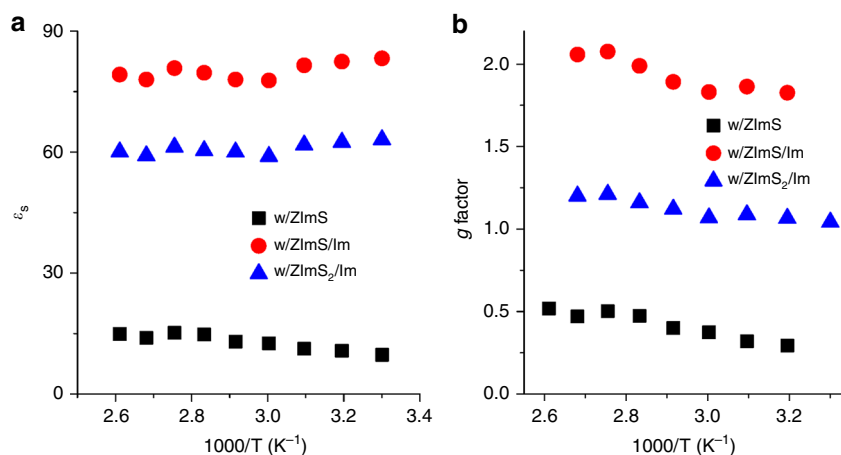 a
90
60
30
0
εs
w/ZImS
w/ZImS/Im
w/ZImS2/Im
2.6 2.8 3.0 3.2 3.4
1000/T (K−1)
b
2.0
1.5
1.0
0.5
0.0
g factor
w/ZImS
w/ZImS/Im
w/ZImS2/Im
2.6 2.8 3.0 3.2
1000/T (K−1)